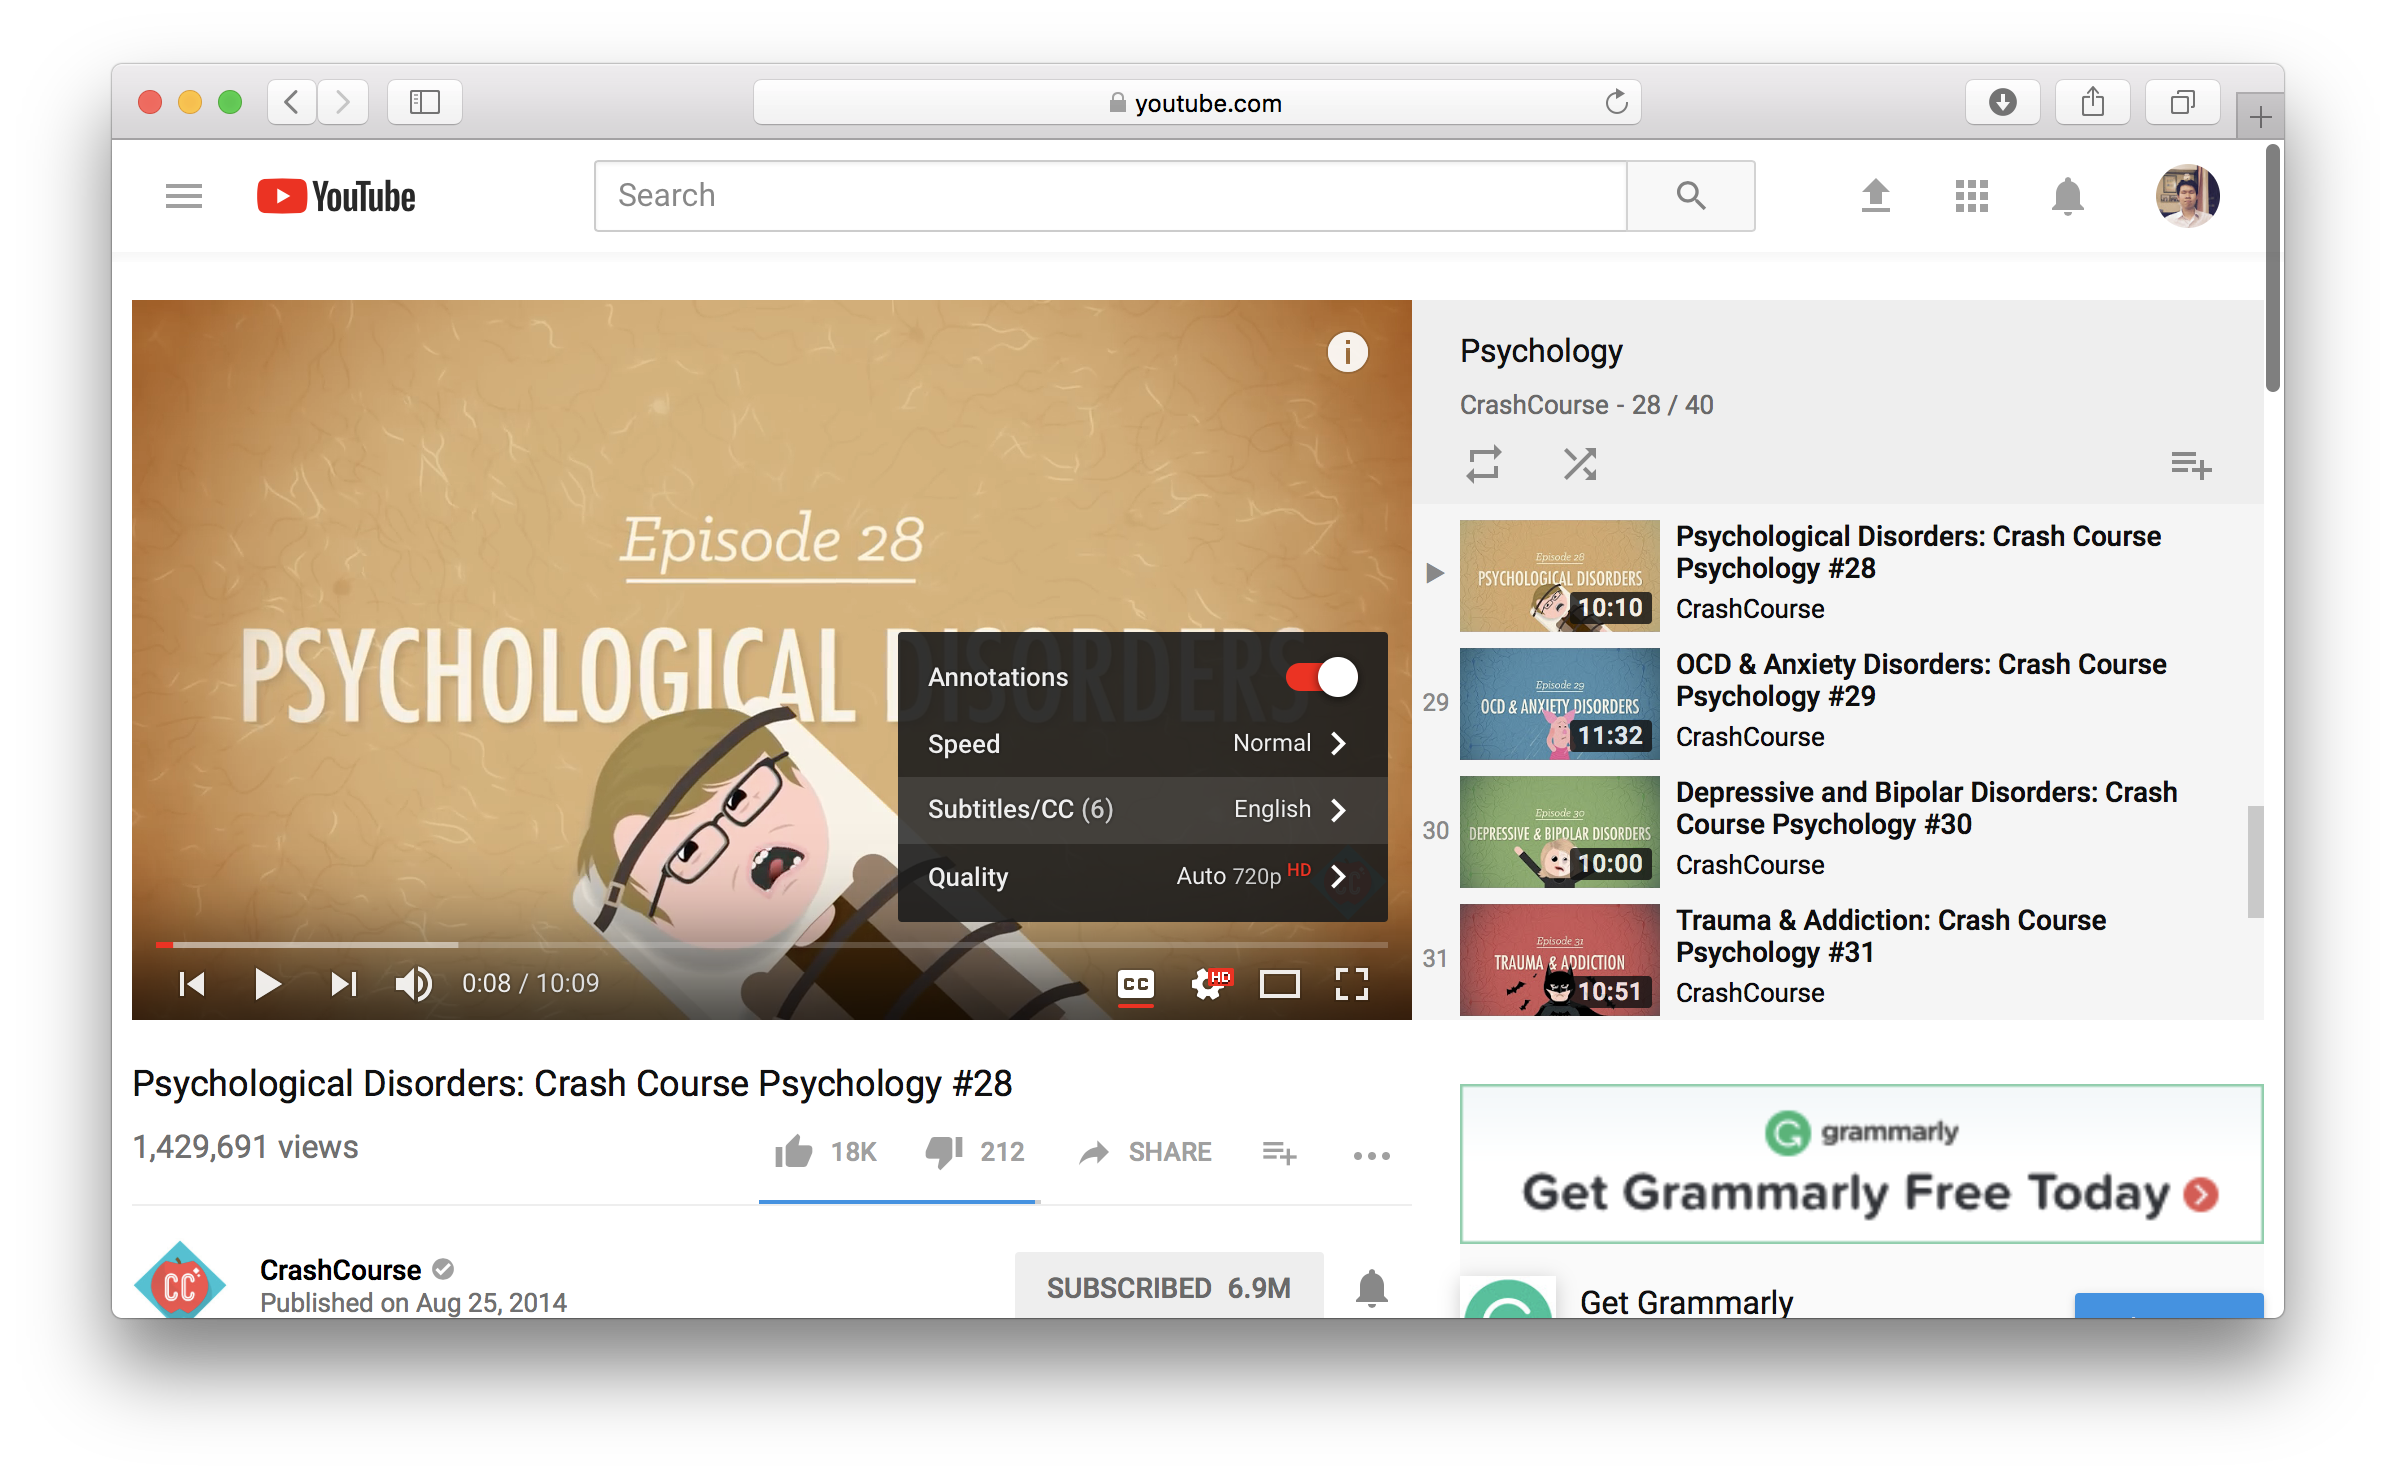 youtube.com
YouTube
Search
Episode 28
PSYCHOLOGICAL DISORDERS
Annotations
Speed Normal
Subtitles/CC (6) English
Quality Auto 720p HD
0:08 / 10:09
CC
HD
Psychology
CrashCourse - 28 / 40
Episode 28
PSYCHOLOGICAL DISORDERS
10:10
Psychological Disorders: Crash Course
Psychology #28
CrashCourse
29
Episode 29
OCD & ANXIETY DISORDERS
11:32
OCD & Anxiety Disorders: Crash Course
Psychology #29
CrashCourse
30
Episode 30
DEPRESSIVE & BIPOLAR DISORDERS
10:00
Depressive and Bipolar Disorders: Crash
Course Psychology #30
CrashCourse
31
Episode 31
TRAUMA & ADDICTION
10:51
Trauma & Addiction: Crash Course
Psychology #31
CrashCourse
Psychological Disorders: Crash Course Psychology #28
1,429,691 views
18K
212
SHARE
CC
CrashCourse
Published on Aug 25, 2014
SUBSCRIBED 6.9M
grammarly
Get Grammarly Free Today
Get Grammarly